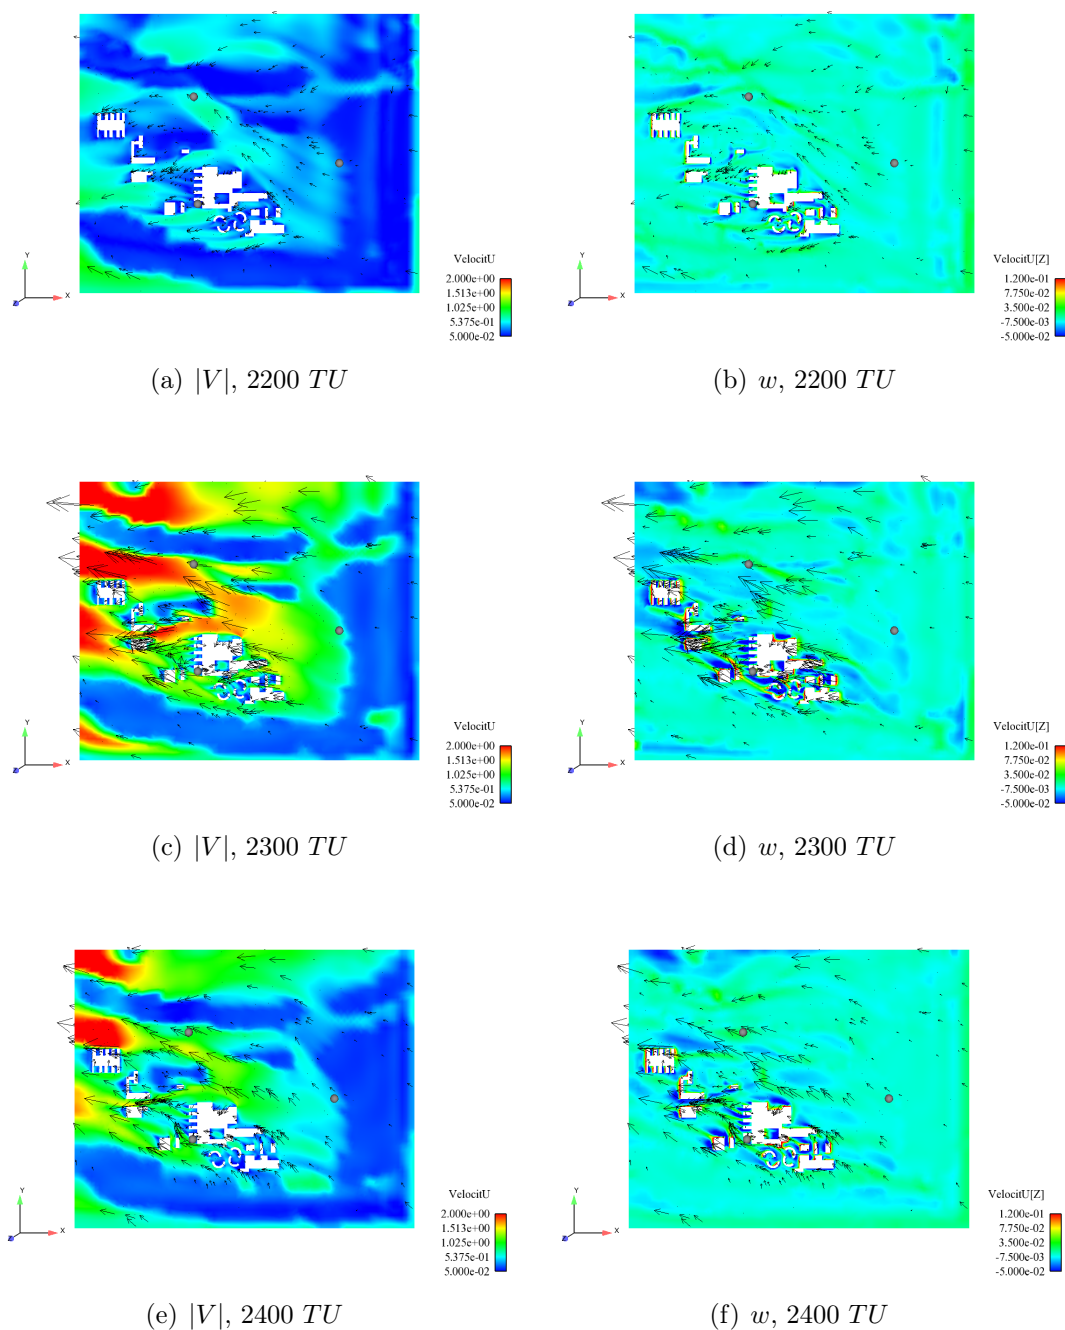 Y
X
Z
VelocitU
2.000e+00
1.513e+00
1.025e+00
5.375e-01
5.000e-02
Y
X
Z
VelocitU[Z]
1.200e-01
7.750e-02
3.500e-02
-7.500e-03
-5.000e-02
(a) |V|, 2200 TU
(b) w, 2200 TU
Y
X
Z
VelocitU
2.000e+00
1.513e+00
1.025e+00
5.375e-01
5.000e-02
Y
X
Z
VelocitU[Z]
1.200e-01
7.750e-02
3.500e-02
-7.500e-03
-5.000e-02
(c) |V|, 2300 TU
(d) w, 2300 TU
Y
X
Z
VelocitU
2.000e+00
1.513e+00
1.025e+00
5.375e-01
5.000e-02
Y
X
Z
VelocitU[Z]
1.200e-01
7.750e-02
3.500e-02
-7.500e-03
-5.000e-02
(e) |V|, 2400 TU
(f) w, 2400 TU